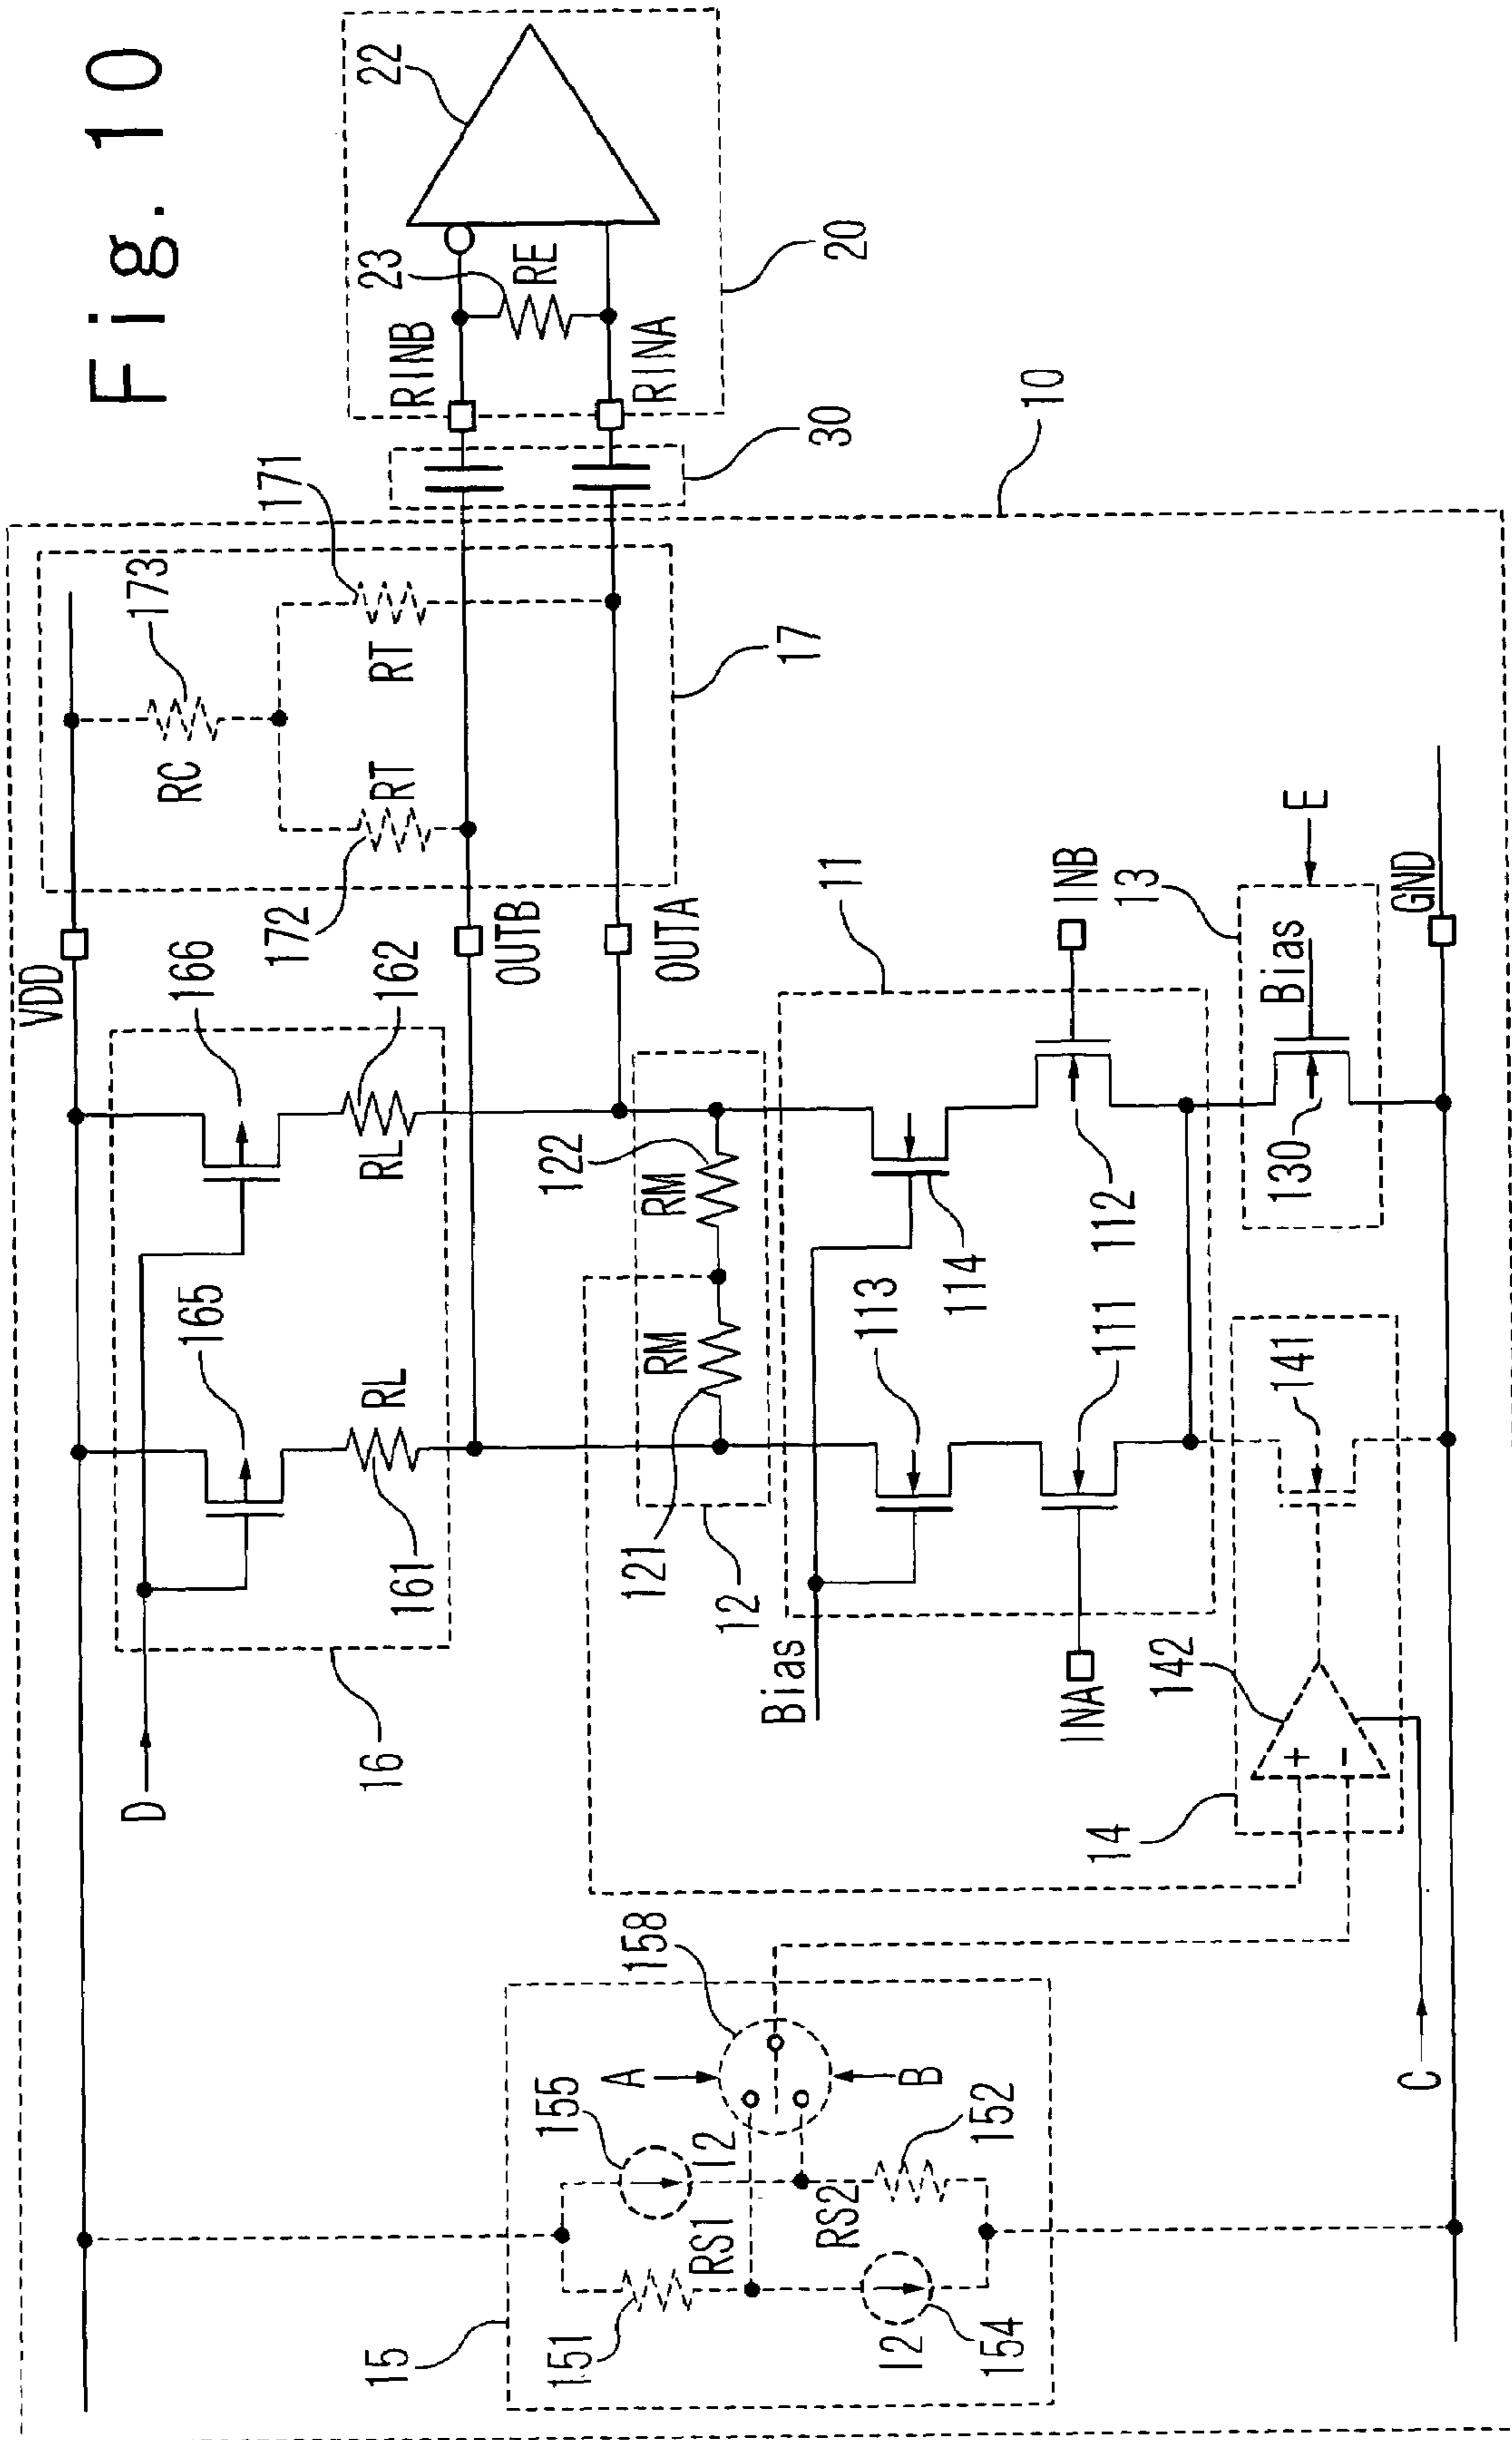 Fig. 10
22
23
RE
RINB
RINA
20
30
10
171
173
RC
RT
RT
172
17
VDD
166
162
RL
OUTB
OUTA
165
RL
161
D
16
122
RM
RM
121
12
11
INB
13
E
Bias
GND
130
112
114
113
111
Bias
INA
141
142
+
-
14
158
A
B
155
I2
RS1
RS2
152
C
15
151
I2
154